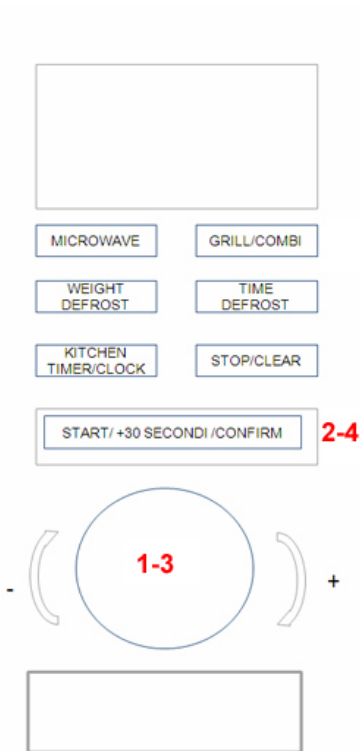 MICROWAVE
GRILL/COMBI
WEIGHT
DEFROST
TIME
DEFROST
KITCHEN
TIMER/CLOCK
STOP/CLEAR
START/ +30 SECONDI /CONFIRM
2-4
1-3
-
+